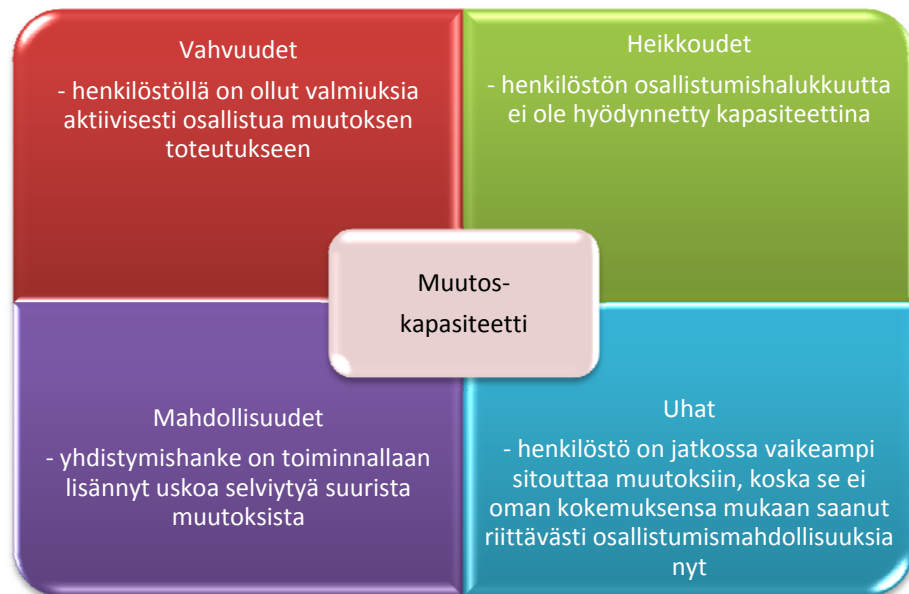 Vahvuudet
- henkilöstöllä on ollut valmiuksia
aktiivisesti osallistua muutoksen
toteutukseen
Heikkoudet
- henkilöstön osallistumishalukkuutta
ei ole hyödynnetty kapasiteettina
Muutos-
kapasiteetti
Mahdollisuudet
- yhdistymishanke on toiminnallaan
lisännyt uskoa selviytyä suurista
muutoksista
Uhat
- henkilöstö on jatkossa vaikeampi
sitouttaa muutoksiin, koska se ei
oman kokemuksensa mukaan saanut
riittävästi osallistumismahdollisuuksia
nyt